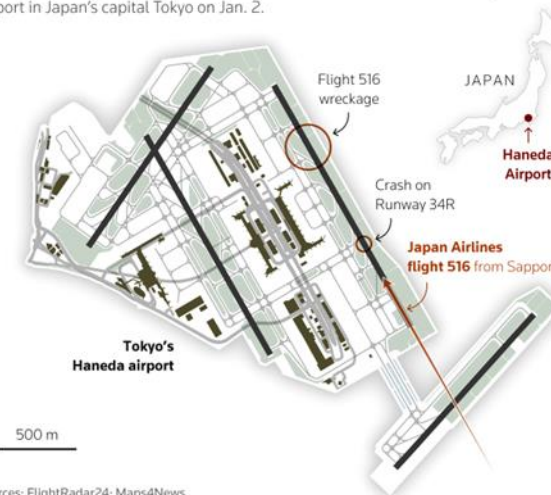 port in Japan's capital Tokyo on Jan. 2.
Flight 516
wreckage
JAPAN
Haneda
Airport
Crash on
Runway 34R
Japan Airlines
flight 516 from Sappor
Tokyo's
Haneda airport
500 m
rces: FlightRadar24; Maps4News